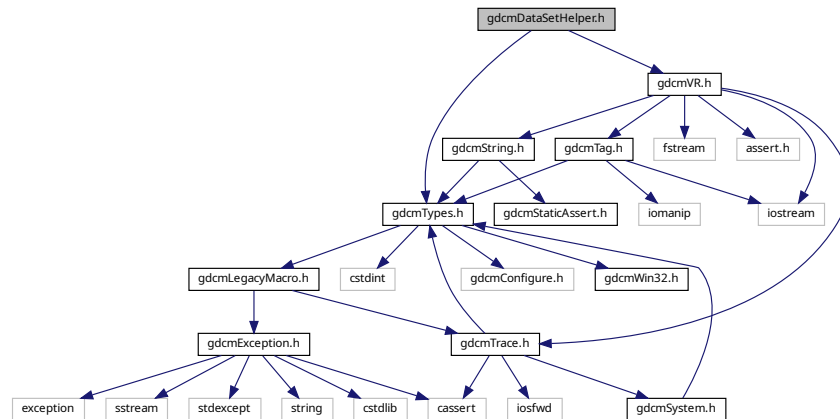 gdcmDataSetHelper.h
gdcmVR.h
gdcmString.h
gdcmTag.h
fstream
assert.h
gdcmTypes.h
gdcmStaticAssert.h
iomanip
iostream
gdcmLegacyMacro.h
cstdint
gdcmConfigure.h
gdcmWin32.h
gdcmException.h
gdcmTrace.h
exception
sstream
stdexcept
string
cstdlib
cassert
iosfwd
gdcmSystem.h